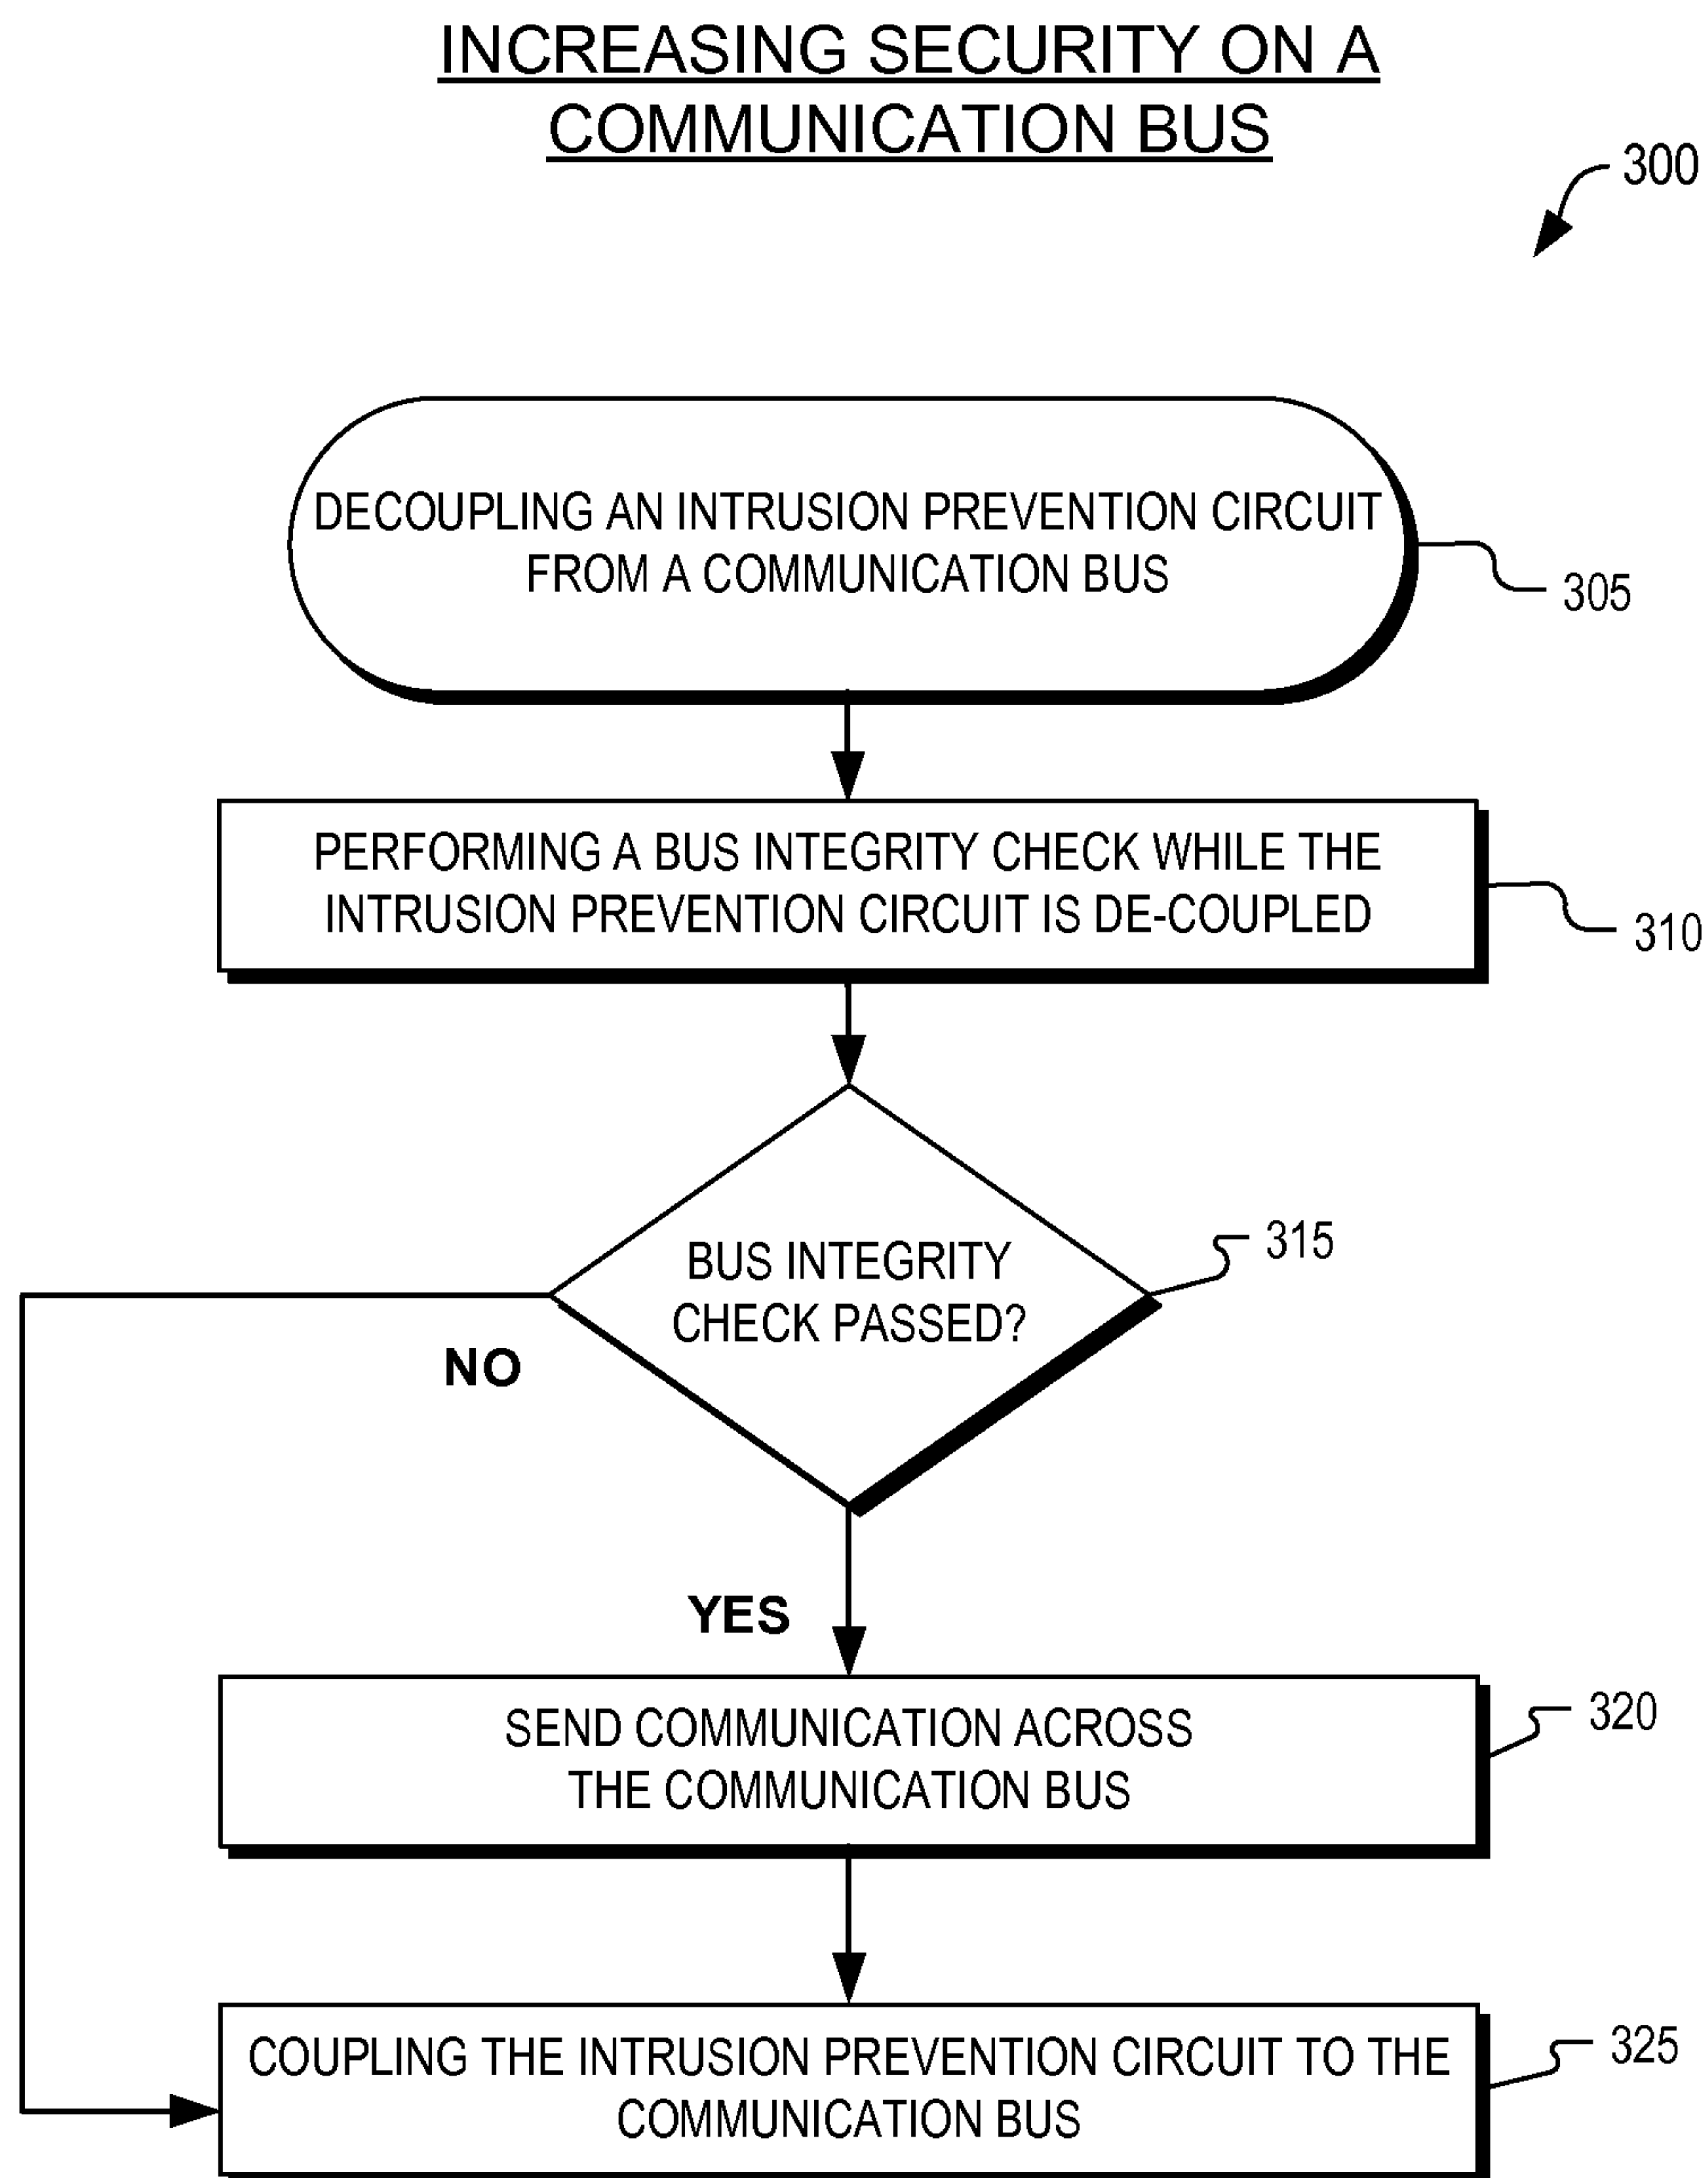 INCREASING SECURITY ON A
COMMUNICATION BUS
300
DECOUPLING AN INTRUSION PREVENTION CIRCUIT
FROM A COMMUNICATION BUS
305
PERFORMING A BUS INTEGRITY CHECK WHILE THE
INTRUSION PREVENTION CIRCUIT IS DE-COUPLED
310
BUS INTEGRITY
CHECK PASSED?
315
NO
YES
SEND COMMUNICATION ACROSS
THE COMMUNICATION BUS
320
COUPLING THE INTRUSION PREVENTION CIRCUIT TO THE
COMMUNICATION BUS
325